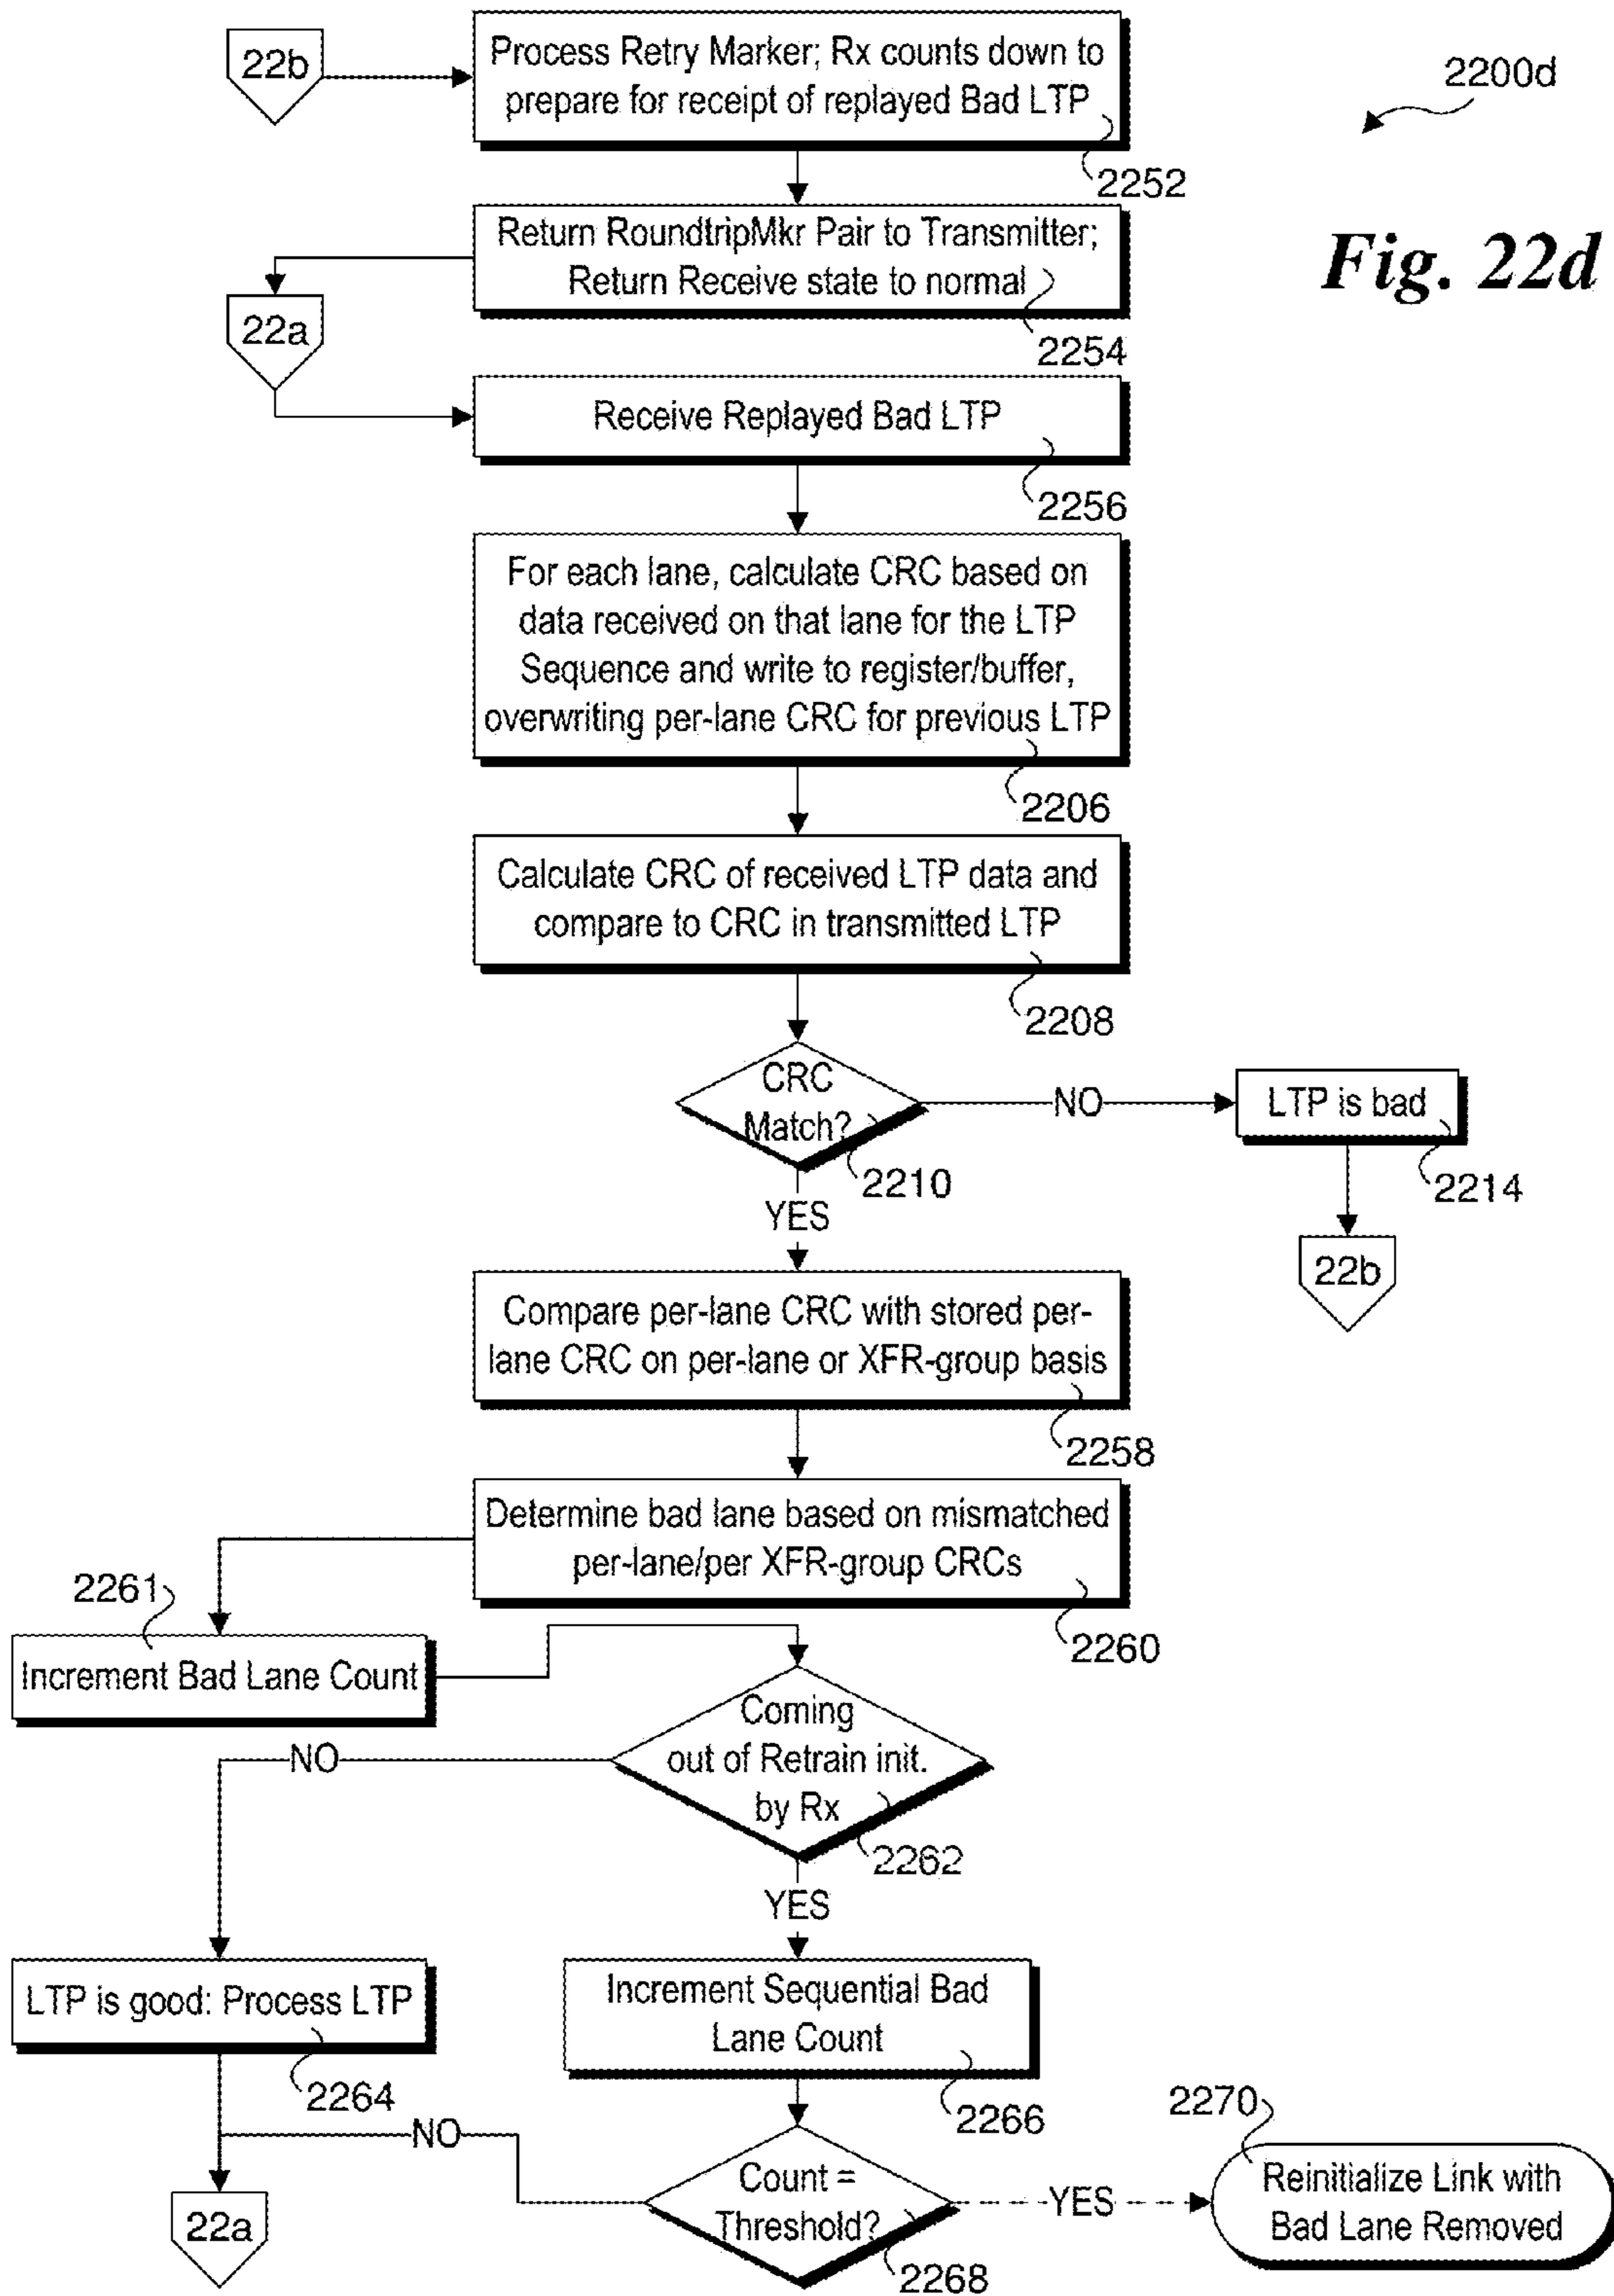 22b
Process Retry Marker; Rx counts down to
prepare for receipt of replayed Bad LTP
2252
2200d
Fig. 22d
Return RoundtripMkr Pair to Transmitter;
Return Receive state to normal
2254
22a
Receive Replayed Bad LTP
2256
For each lane, calculate CRC based on
data received on that lane for the LTP
Sequence and write to register/buffer,
overwriting per-lane CRC for previous LTP
2206
Calculate CRC of received LTP data and
compare to CRC in transmitted LTP
2208
CRC
Match?
2210
NO
LTP is bad
2214
22b
YES
Compare per-lane CRC with stored per-
lane CRC on per-lane or XFR-group basis
2258
Determine bad lane based on mismatched
per-lane/per XFR-group CRCs
2260
2261
Increment Bad Lane Count
Coming
out of Retrain init.
by Rx
2262
NO
YES
LTP is good: Process LTP
2264
Increment Sequential Bad
Lane Count
2266
NO
Count =
Threshold?
2268
YES
2270
Reinitialize Link with
Bad Lane Removed
22a